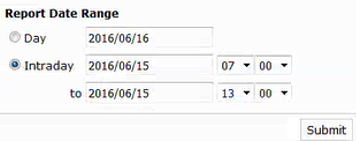 Report Date Range
Day 2016/06/16
Intraday 2016/06/15 07 00
to 2016/06/15 13 00
Submit